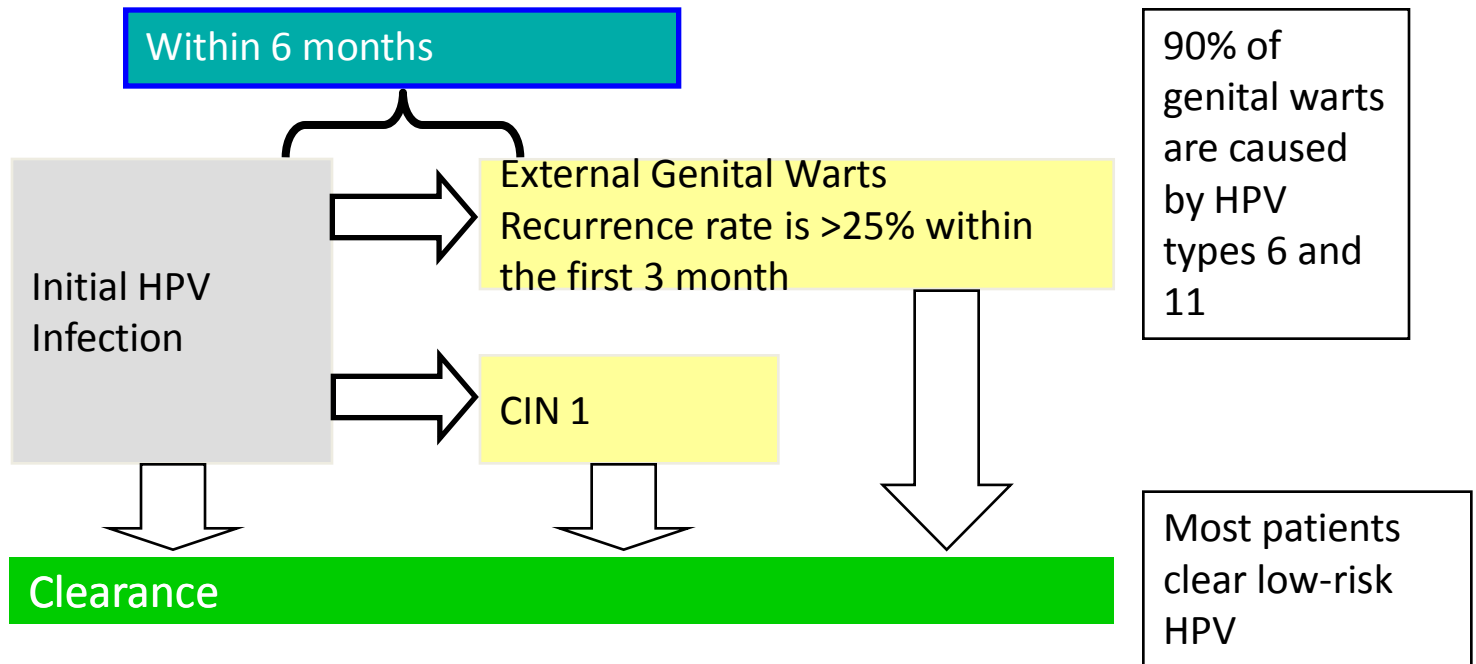 Within 6 months
90% of
genital warts
are caused
by HPV
types 6 and
11
External Genital Warts
Recurrence rate is >25% within
the first 3 month
Initial HPV
Infection
CIN 1
Clearance
Most patients
clear low-risk
HPV